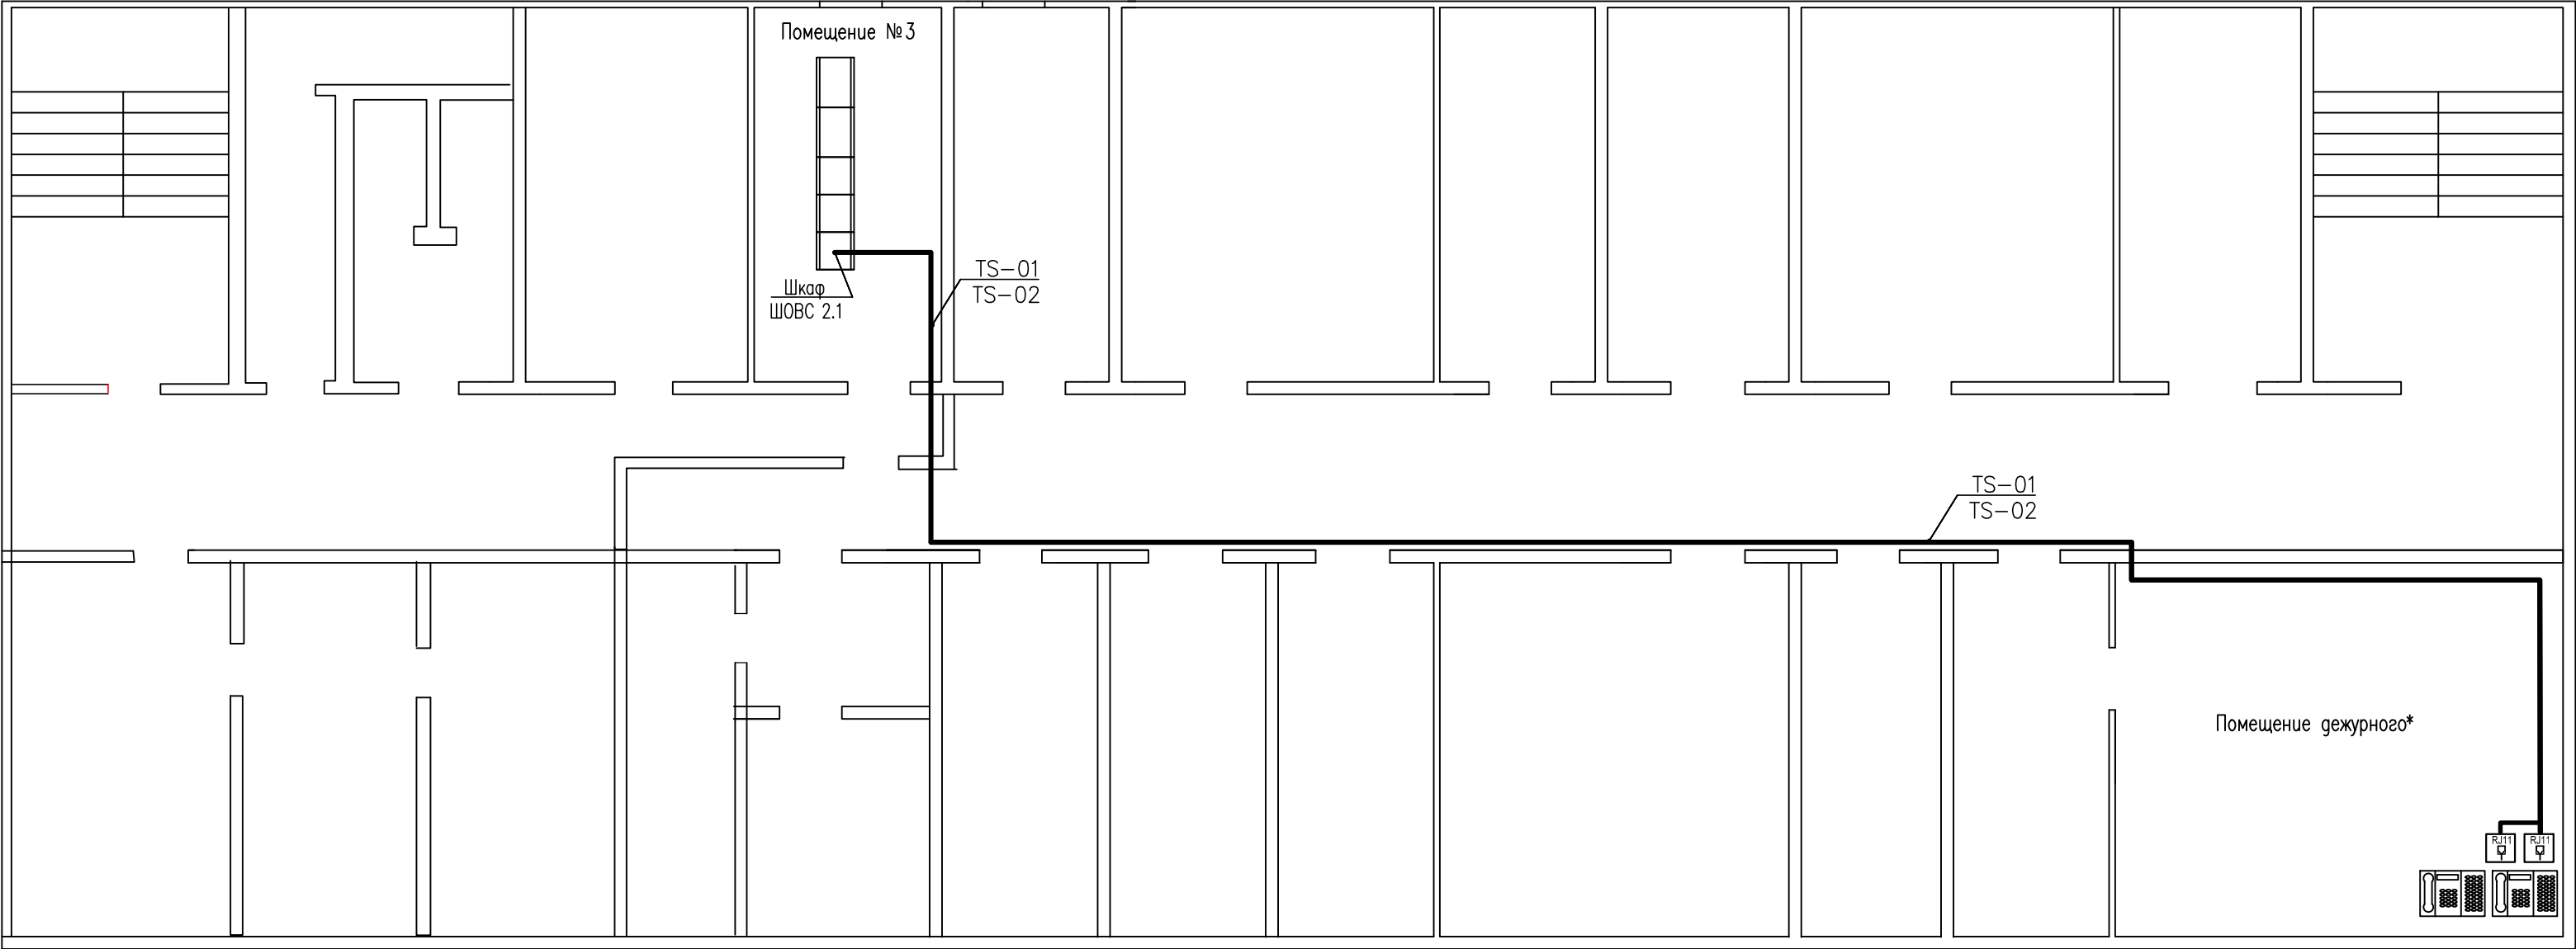 Помещение №3
TS-01
TS-02
Шкаф
ШОВС 2.1
TS-01
TS-02
Помещение дежурного*
RJ11
RJ11